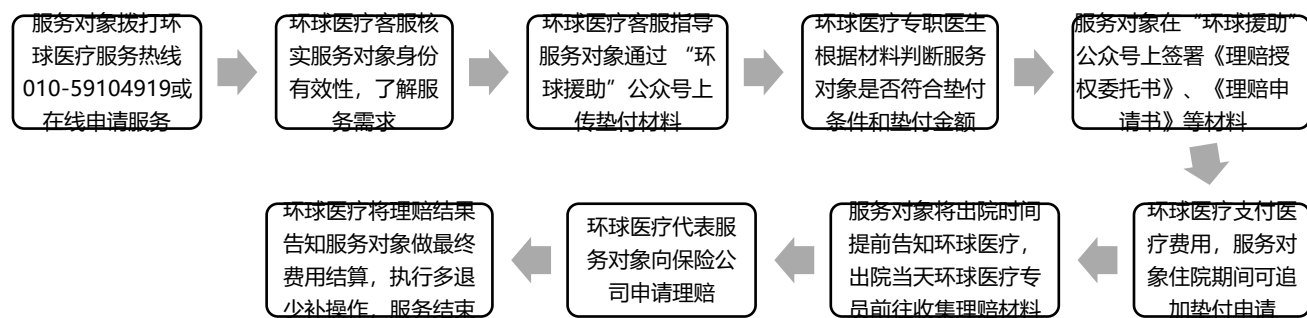 服务对象拨打环
球医疗服务热线
010-59104919或
在线申请服务
环球医疗客服核
实服务对象身份
有效性，了解服
务需求
环球医疗客服指导
服务对象通过 “环
球援助”公众号上
传垫付材料
环球医疗专职医生
根据材料判断服务
对象是否符合垫付
条件和垫付金额
服务对象在“环球援助”
公众号上签署《理赔授
权委托书》、《理赔申
请书》等材料
环球医疗支付医
疗费用，服务对
象住院期间可追
加垫付申请
服务对象将出院时间
提前告知环球医疗，
出院当天环球医疗专
员前往收集理赔材料
环球医疗代表服
务对象向保险公
司申请理赔
环球医疗将理赔结果
告知服务对象做最终
费用结算，执行多退
少补操作，服务结束